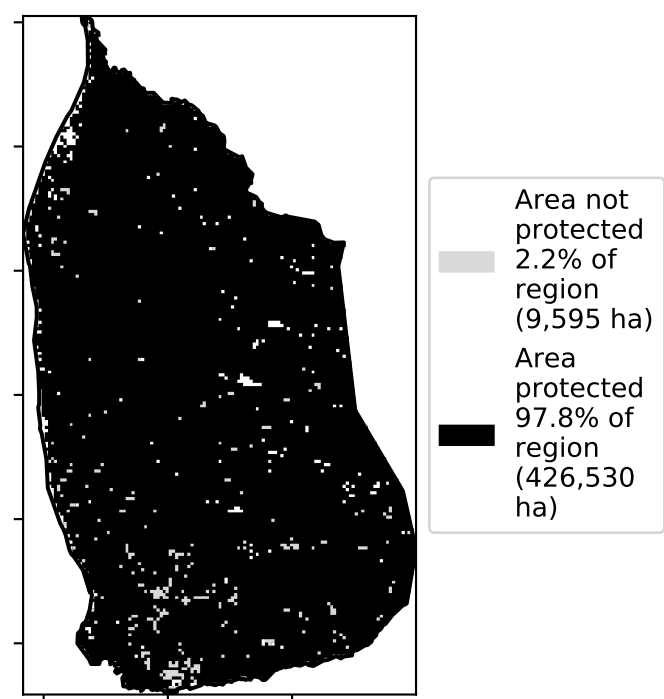 Area not
protected
2.2% of
region
(9,595 ha)
Area
protected
97.8% of
region
(426,530
ha)